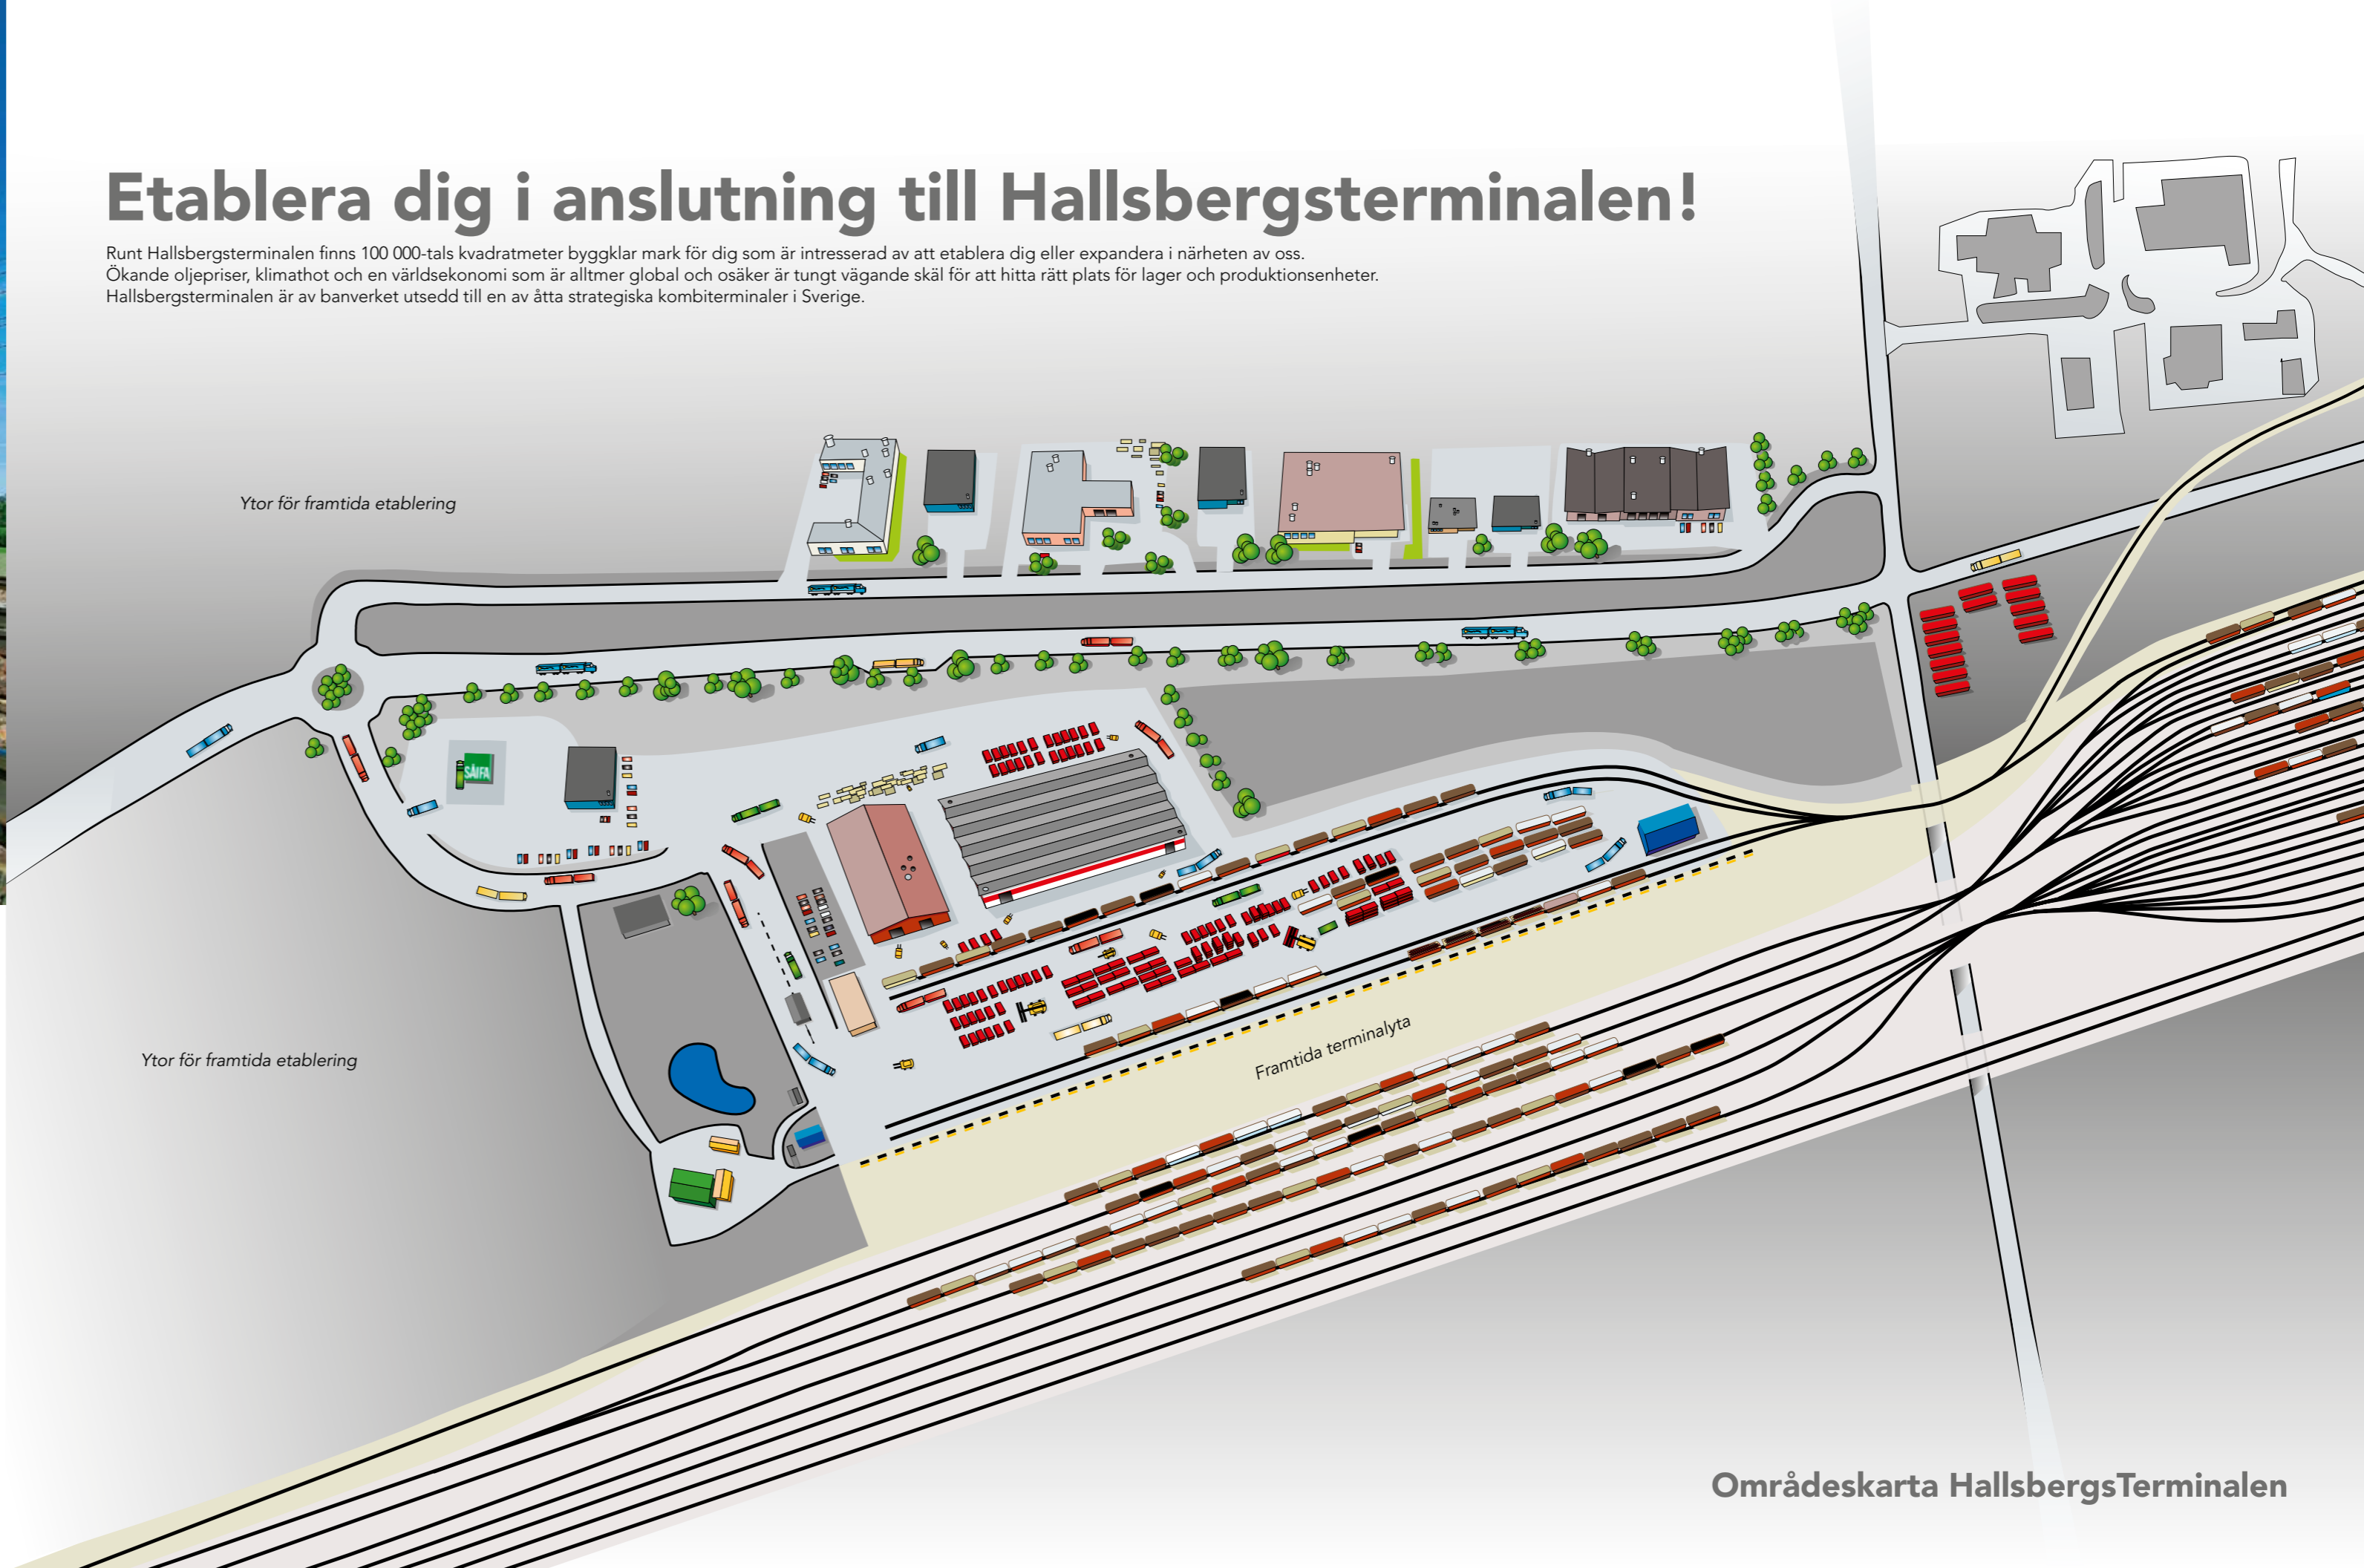 Etablera dig i anslutning till Hallsbergsterminalen!
Runt Hallsbergsterminalen finns 100 000-tals kvadratmeter byggklar mark för dig som är intresserad av att etablera dig eller expandera i närheten av oss.
Ökande oljepriser, klimathot och en världsekonomi som är alltmer global och osäker är tungt vägande skäl för att hitta rätt plats för lager och produktionsenheter.
Hallsbergsterminalen är av banverket utsedd till en av åtta strategiska kombiterminaler i Sverige.
Ytor för framtida etablering
SÅIFA
Ytor för framtida etablering
Framtida terminalyta
Områdeskarta HallsbergsTerminalen